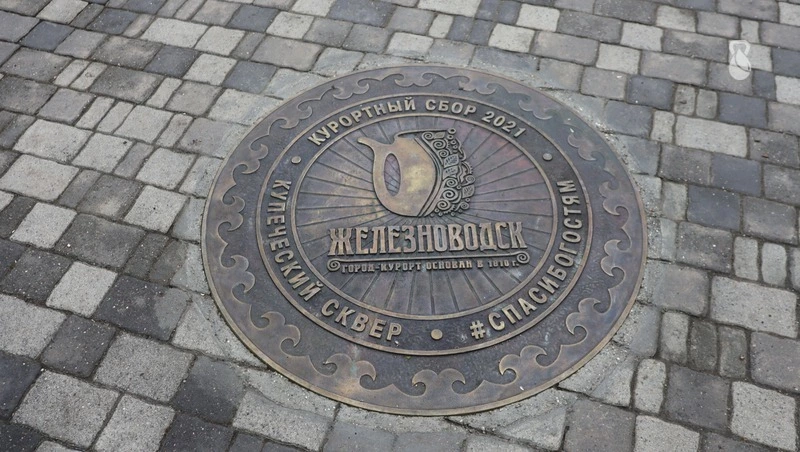 КУРОРТНЫЙ СБОР 2021
ЖЕЛЕЗНОВОДСК
ГОРОД-КУРОРТ ОСНОВАН В 1810 г.
КУПЕЧЕСКИЙ СКВЕР
#СПАСИБОГОСТЯМ